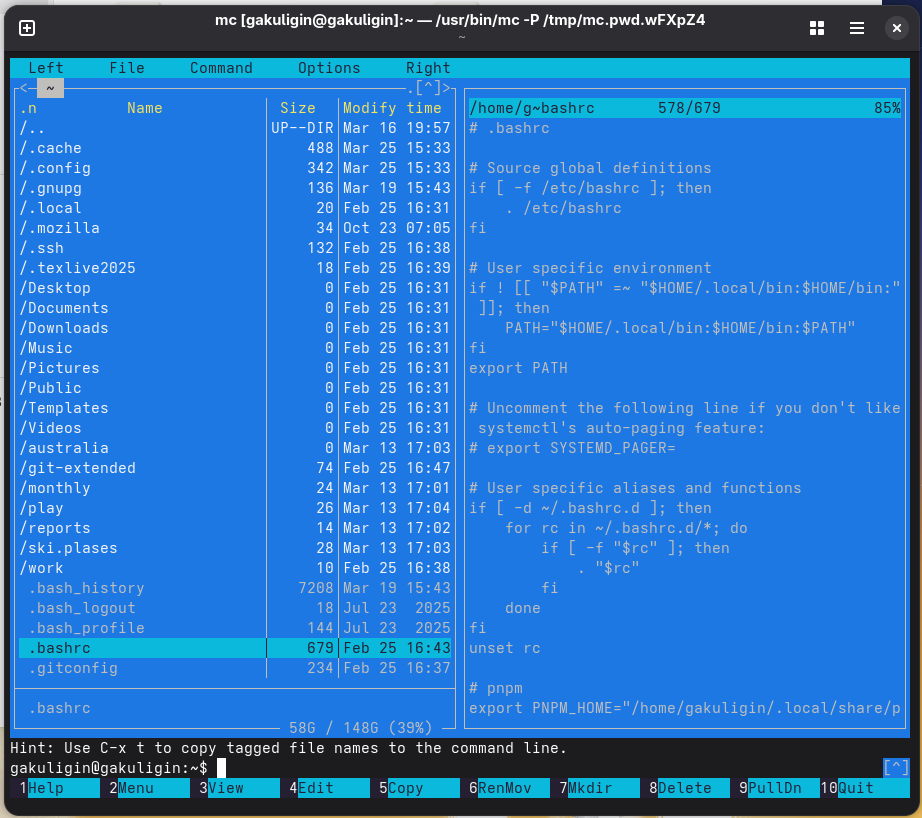 mc [gakuligin@gakuligin]:~ — /usr/bin/mc -P /tmp/mc.pwd.wFXpZ4
~
Left File Command Options Right
<─ ~ ─.[^]>
.n Name Size Modify time
/.. UP--DIR Mar 16 19:57
/.cache 488 Mar 25 15:33
/.config 342 Mar 25 15:33
/.gnupg 136 Mar 19 15:43
/.local 20 Feb 25 16:31
/.mozilla 34 Oct 23 07:05
/.ssh 132 Feb 25 16:38
/.texlive2025 18 Feb 25 16:39
/Desktop 0 Feb 25 16:31
/Documents 0 Feb 25 16:31
/Downloads 0 Feb 25 16:31
/Music 0 Feb 25 16:31
/Pictures 0 Feb 25 16:31
/Public 0 Feb 25 16:31
/Templates 0 Feb 25 16:31
/Videos 0 Feb 25 16:31
/australia 0 Mar 13 17:03
/git-extended 74 Feb 25 16:47
/monthly 24 Mar 13 17:01
/play 26 Mar 13 17:04
/reports 14 Mar 13 17:02
/ski.plases 28 Mar 13 17:03
/work 10 Feb 25 16:38
.bash_history 7208 Mar 19 15:43
.bash_logout 18 Jul 23 2025
.bash_profile 144 Jul 23 2025
.bashrc 679 Feb 25 16:43
.gitconfig 234 Feb 25 16:37
.bashrc
58G / 148G (39%)
/home/g~bashrc 578/679 85%
# .bashrc
# Source global definitions
if [ -f /etc/bashrc ]; then
    . /etc/bashrc
fi
# User specific environment
if ! [[ "$PATH" =~ "$HOME/.local/bin:$HOME/bin:"
 ]]; then
    PATH="$HOME/.local/bin:$HOME/bin:$PATH"
fi
export PATH
# Uncomment the following line if you don't like
 systemctl's auto-paging feature:
# export SYSTEMD_PAGER=
# User specific aliases and functions
if [ -d ~/.bashrc.d ]; then
    for rc in ~/.bashrc.d/*; do
        if [ -f "$rc" ]; then
            . "$rc"
        fi
    done
fi
unset rc
# pnpm
export PNPM_HOME="/home/gakuligin/.local/share/p
Hint: Use C-x t to copy tagged file names to the command line.
gakuligin@gakuligin:~$ [^]
1Help 2Menu 3View 4Edit 5Copy 6RenMov 7Mkdir 8Delete 9PullDn 10Quit